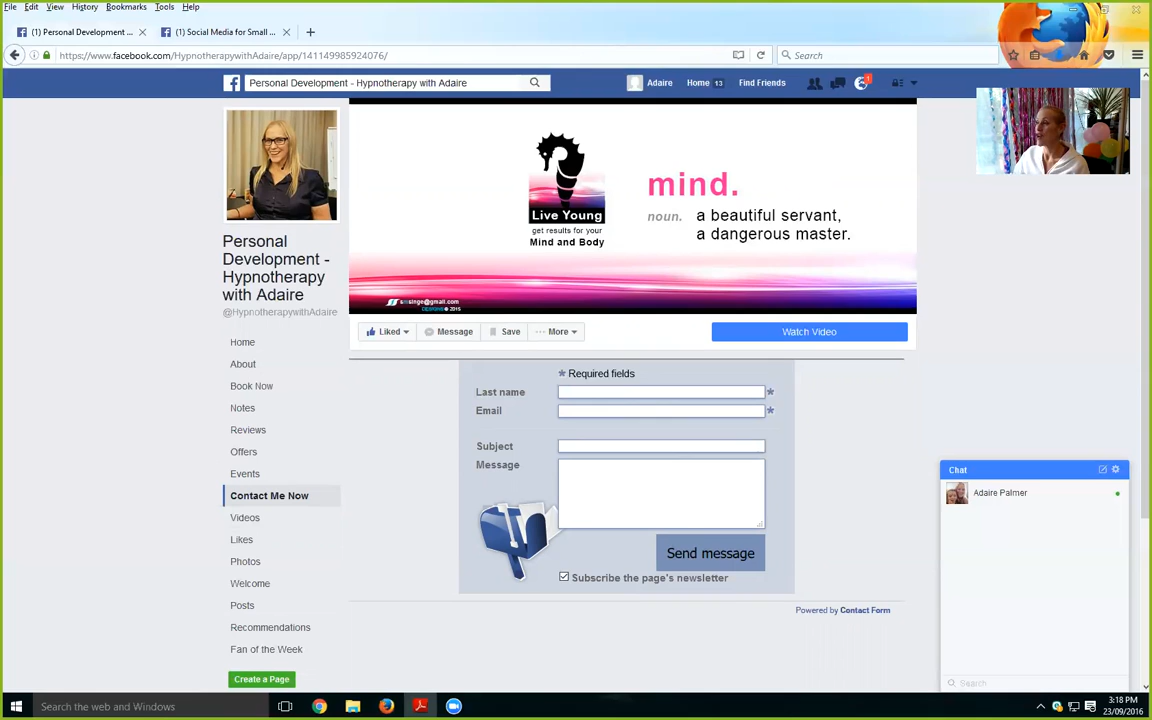 File Edit View History Bookmarks Tools Help
(1) Personal Development ...
(1) Social Media for Small ...
https://www.facebook.com/HypnotherapywithAdaire/app/141149985924076/
Search
Personal Development - Hypnotherapy with Adaire
Adaire Home 13 Find Friends
1
Live Young
get results for your
Mind and Body
mind.
noun. a beautiful servant,
a dangerous master.
Personal
Development -
Hypnotherapy
with Adaire
@HypnotherapywithAdaire
Liked Message Save More
Watch Video
Home
About
Book Now
Notes
Reviews
Offers
Events
Contact Me Now
Videos
Likes
Photos
Welcome
Posts
Recommendations
Fan of the Week
Create a Page
* Required fields
Last name *
Email *
Subject
Message
Send message
Subscribe the page's newsletter
Powered by Contact Form
Chat
Adaire Palmer
Search
Search the web and Windows
3:18 PM
23/09/2016